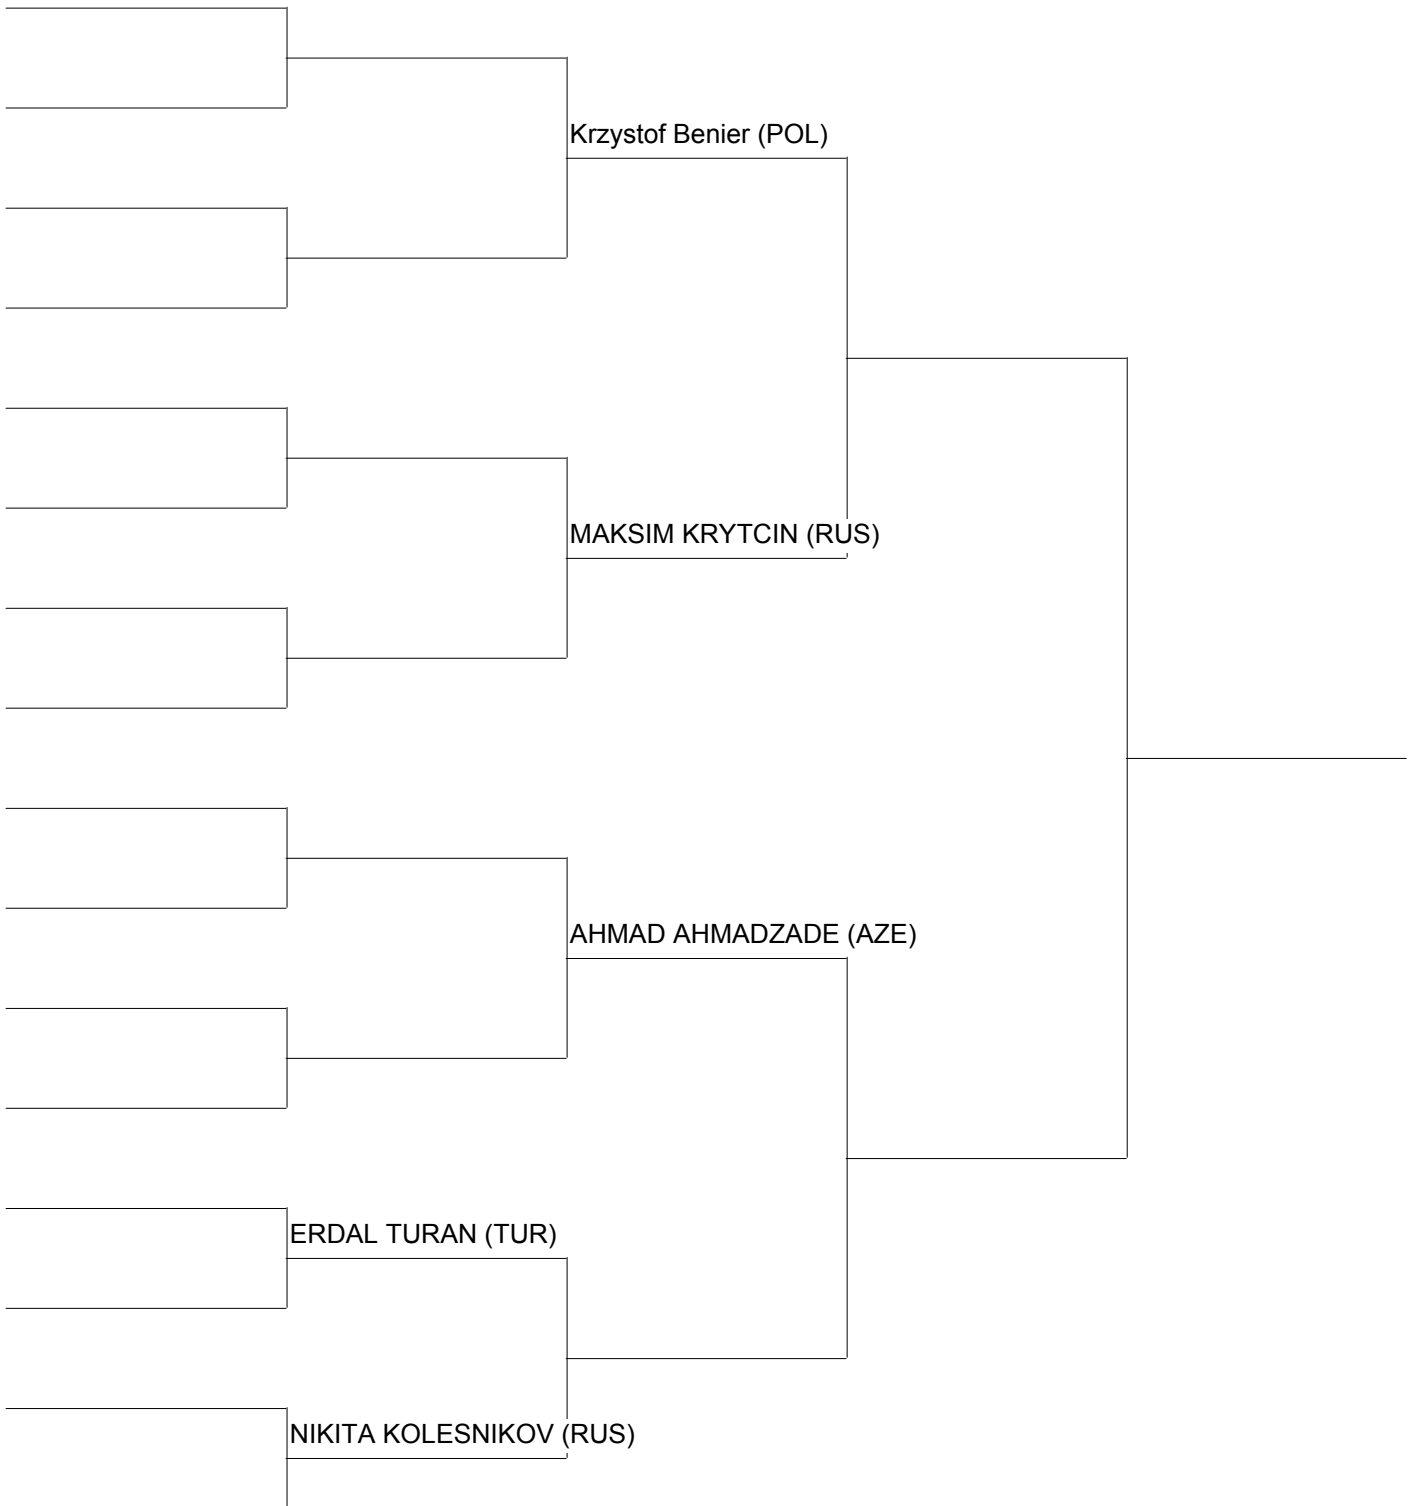 Krzystof Benier (POL)
MAKSIM KRYTCIN (RUS)
AHMAD AHMADZADE (AZE)
ERDAL TURAN (TUR)
NIKITA KOLESNIKOV (RUS)